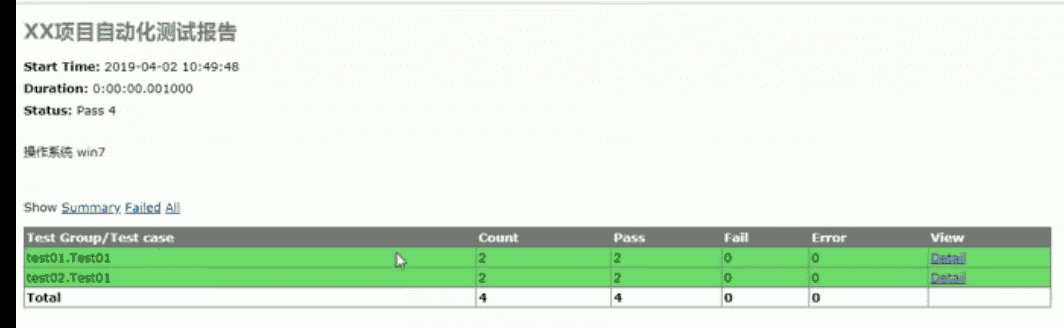 XX项目自动化测试报告
Start Time: 2019-04-02 10:49:48
Duration: 0:00:00.001000
Status: Pass 4
操作系统 win7
Show Summary Failed All
Test Group/Test case Count Pass Fail Error View
test01.Test01 2 2 0 0 Detail
test02.Test01 2 2 0 0 Detail
Total 4 4 0 0